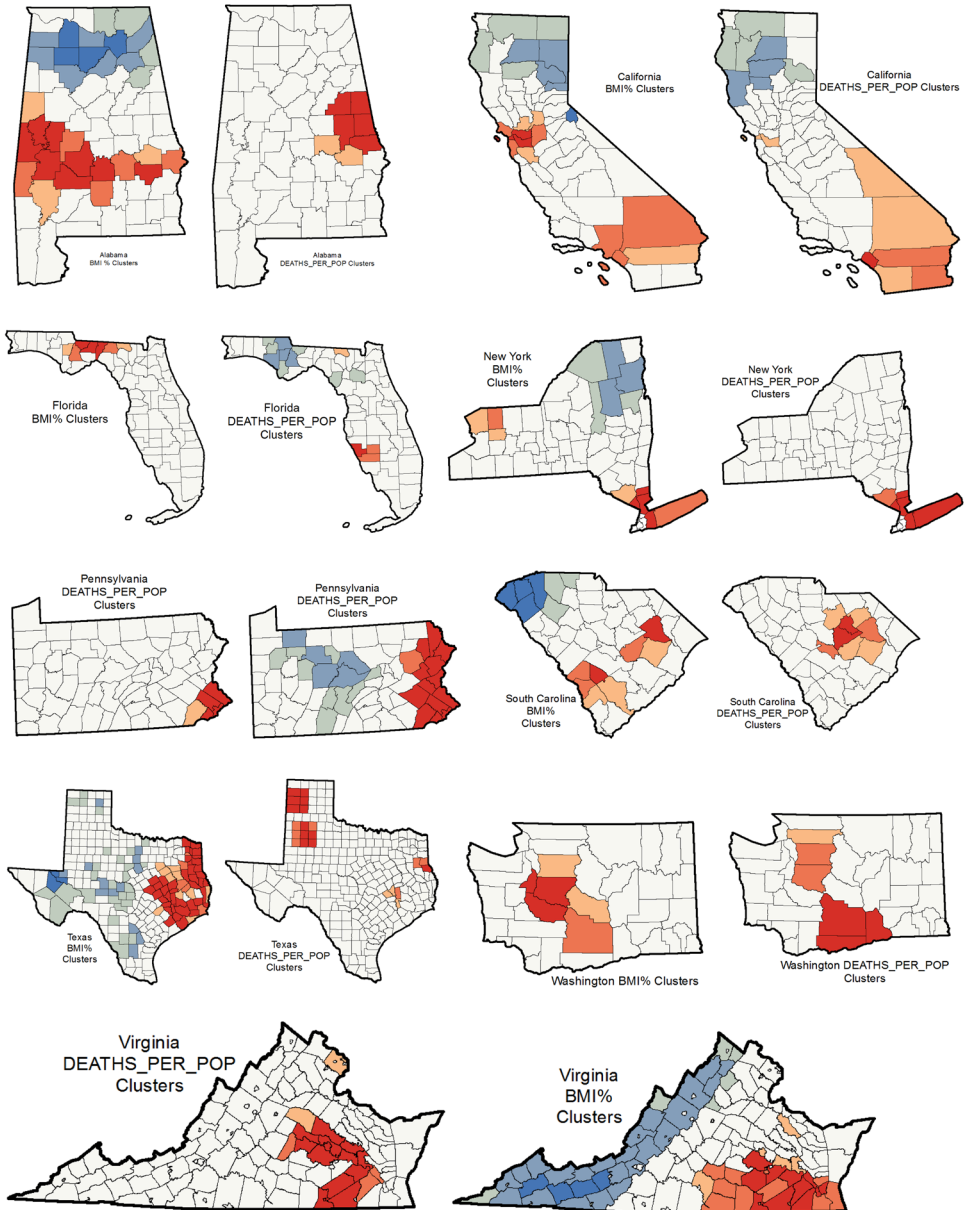 Alabama
BMI % Clusters
Alabama
DEATHS_PER_POP Clusters
California
BMI% Clusters
California
DEATHS_PER_POP Clusters
Florida
BMI% Clusters
Florida
DEATHS_PER_POP
Clusters
New York
BMI%
Clusters
New York
DEATHS_PER_POP
Clusters
Pennsylvania
DEATHS_PER_POP
Clusters
Pennsylvania
DEATHS_PER_POP
Clusters
South Carolina
BMI%
Clusters
South Carolina
DEATHS_PER_POP
Clusters
Texas
BMI%
Clusters
Texas
DEATHS_PER_POP
Clusters
Washington BMI% Clusters
Washington DEATHS_PER_POP
Clusters
Virginia
DEATHS_PER_POP
Clusters
Virginia
BMI%
Clusters